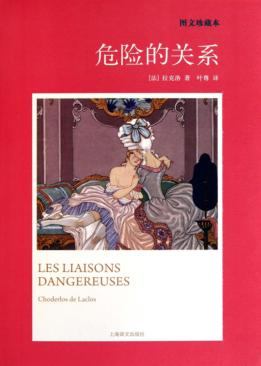 图文珍藏本
危险的关系
[法] 拉克洛 著 叶尊 译
LES LIAISONS
DANGEREUSES
Choderlos de Laclos
上海译文出版社